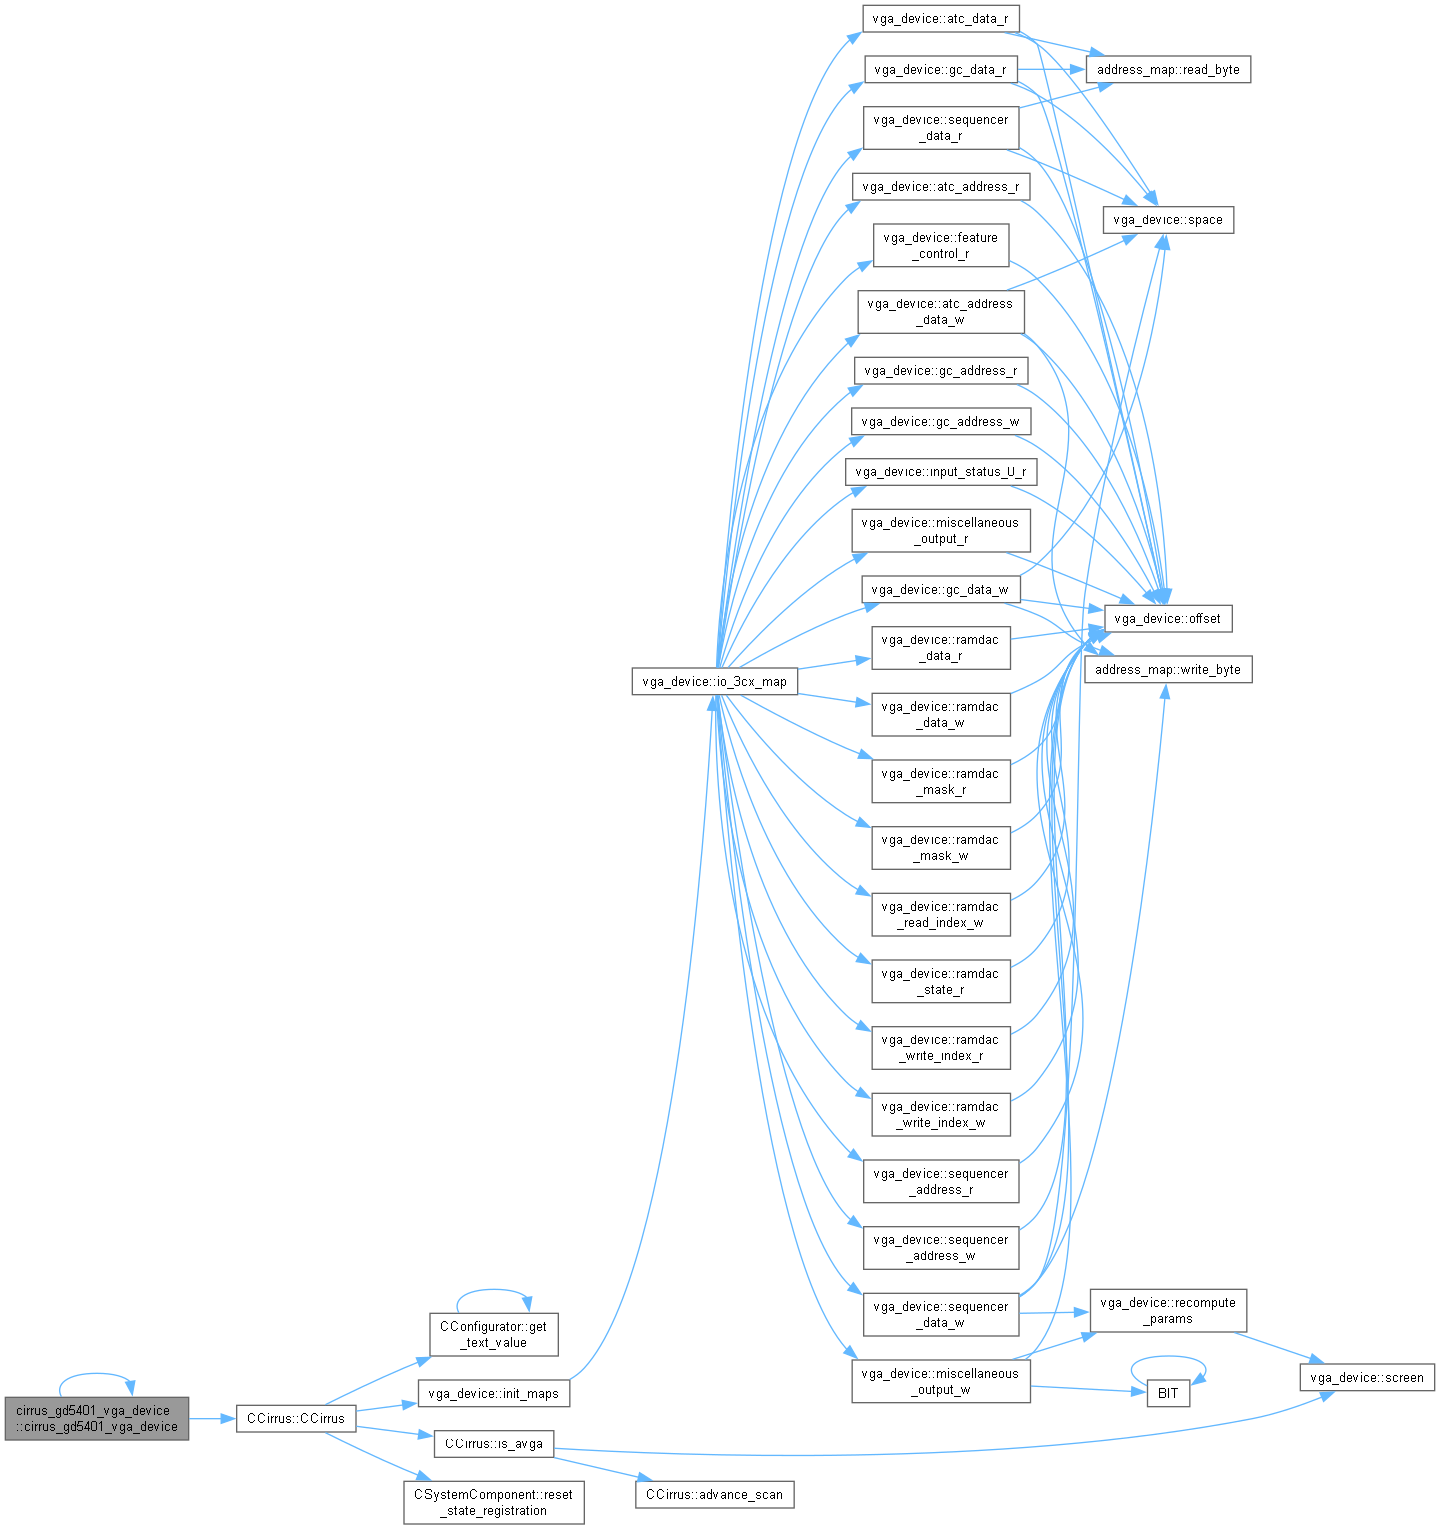 vga_device::atc_data_r
vga_device::gc_data_r
address_map::read_byte
vga_device::sequencer
_data_r
vga_device::atc_address_r
vga_device::space
vga_device::feature
_control_r
vga_device::atc_address
_data_w
vga_device::gc_address_r
vga_device::gc_address_w
vga_device::input_status_0_r
vga_device::miscellaneous
_output_r
vga_device::gc_data_w
vga_device::offset
vga_device::ramdac
_data_r
address_map::write_byte
vga_device::io_3cx_map
vga_device::ramdac
_data_w
vga_device::ramdac
_mask_r
vga_device::ramdac
_mask_w
vga_device::ramdac
_read_index_w
vga_device::ramdac
_state_r
vga_device::ramdac
_write_index_r
vga_device::ramdac
_write_index_w
vga_device::sequencer
_address_r
vga_device::sequencer
_address_w
vga_device::sequencer
_data_w
vga_device::recompute
_params
CConfigurator::get
_text_value
vga_device::miscellaneous
_output_w
BIT
vga_device::screen
vga_device::init_maps
cirrus_gd5401_vga_device
::cirrus_gd5401_vga_device
CCirrus::CCirrus
CCirrus::is_avga
CSystemComponent::reset
_state_registration
CCirrus::advance_scan